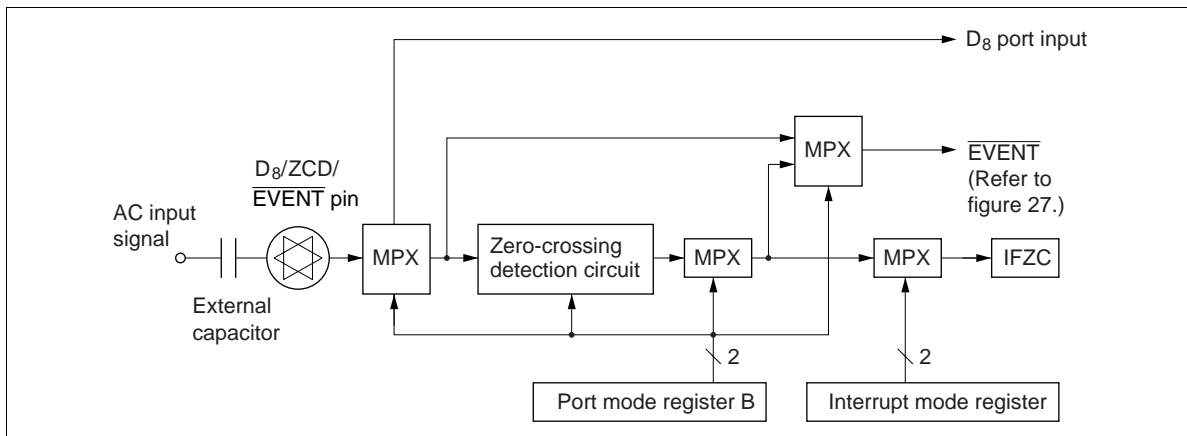 D8 port input
MPX
EVENT
(Refer to
figure 27.)
D8/ZCD/
EVENT pin
AC input
signal
MPX
Zero-crossing
detection circuit
MPX
MPX
IFZC
External
capacitor
2
2
Port mode register B
Interrupt mode register